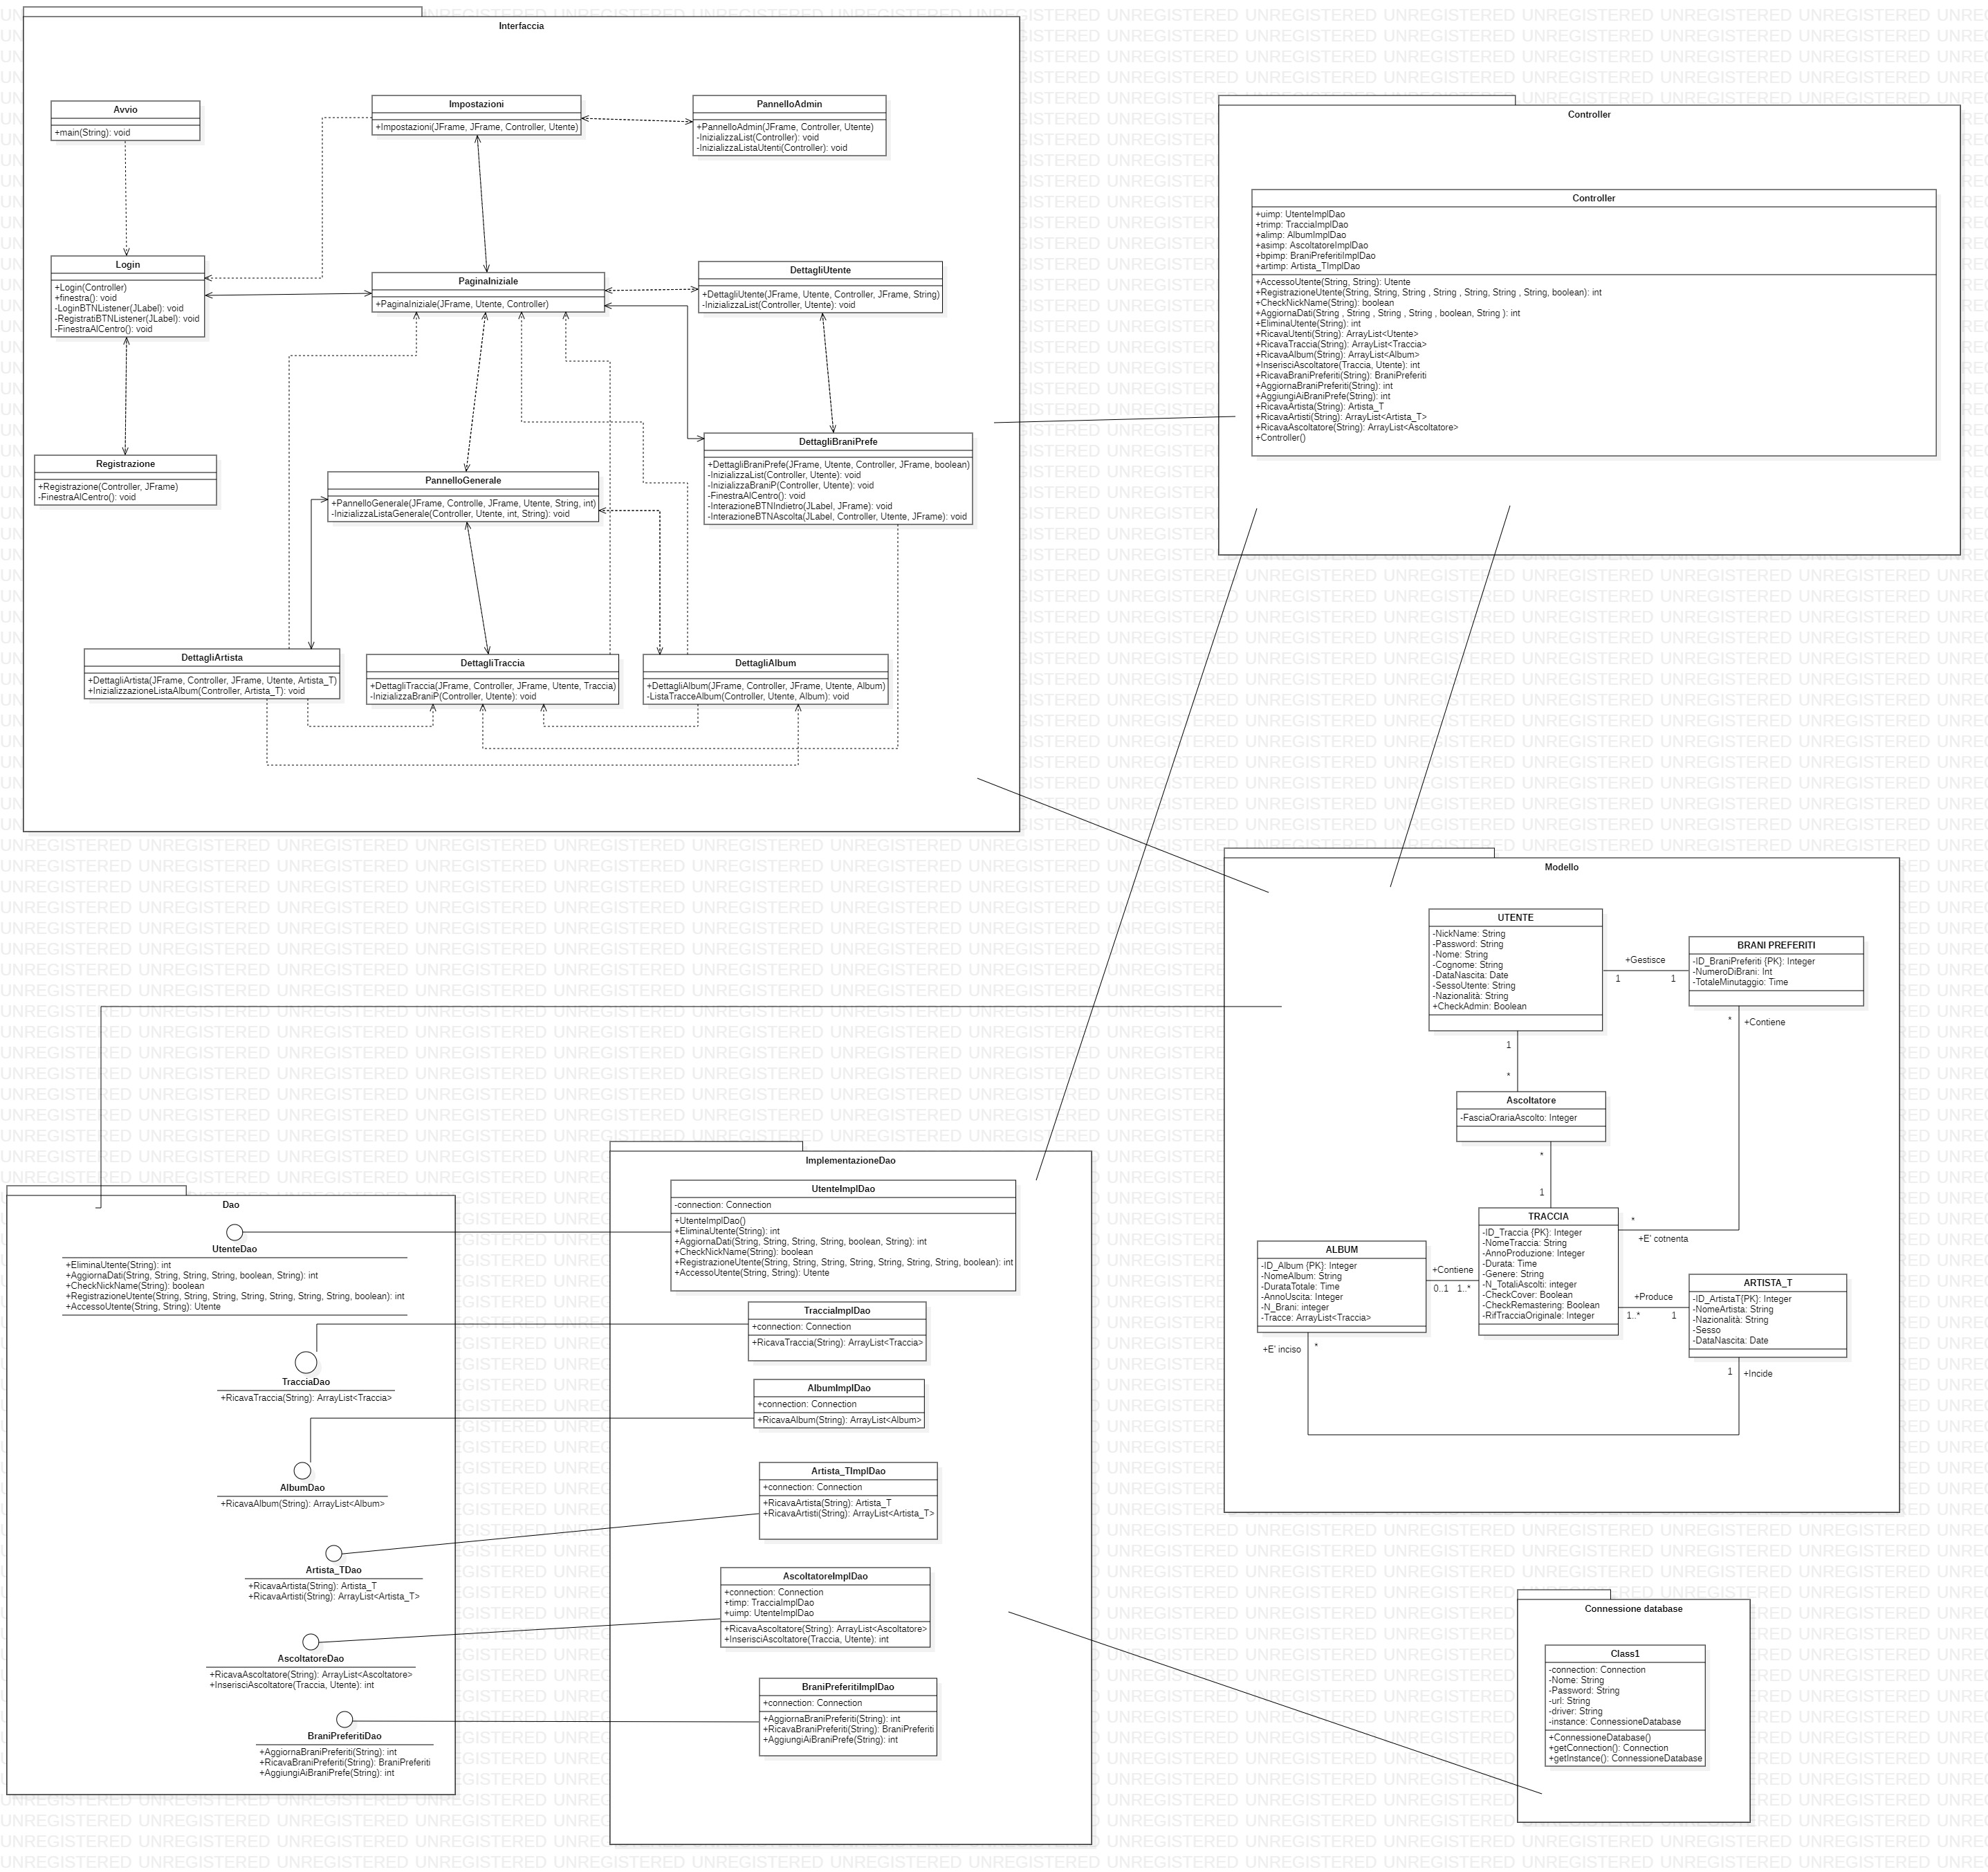 Interfaccia
Avvio
+main(String): void
Impostazioni
+Impostazioni(JFrame, JFrame, Controller, Utente)
PannelloAdmin
+PannelloAdmin(JFrame, Controller, Utente)
-InizializaList(Controller): void
-InizializaListaUtenti(Controller): void
Login
+Login(Controller)
+finestra(): void
-LoginBTNListener(JLabel): void
-RegistratiBTNListener(JLabel): void
-FinestraAlCentro(): void
PaginaIniziale
+PaginaIniziale(JFrame, Utente, Controller)
DettagliUtente
+DettagliUtente(JFrame, Utente, Controller, JFrame, String)
-InizializaList(Controller, Utente): void
Registrazione
+Registrazione(Controller, JFrame)
-FinestraAlCentro(): void
PannelloGenerale
+PannelloGenerale(JFrame, Controlle, JFrame, Utente, String, int)
-InizializaListaGenerale(Controller, Utente, int, String): void
DettagliBraniPrefe
+DettagliBraniPrefe(JFrame, Utente, Controller, JFrame, boolean)
-InizializaList(Controller, Utente): void
-InizializaBraniP(Controller, Utente): void
-FinestraAlCentro(): void
-InterazioneBTNIndietro(JLabel, JFrame): void
-InterazioneBTNAscolta(JLabel, Controller, Utente, JFrame): void
DettagliArtista
+DettagliArtista(JFrame, Controller, JFrame, Utente, Artista_T)
+InizializzazioneListaAlbum(Controller, Artista_T): void
DettagliTraccia
+DettagliTraccia(JFrame, Controller, JFrame, Utente, Traccia)
-InizializaBraniP(Controller, Utente): void
DettagliAlbum
+DettagliAlbum(JFrame, Controller, JFrame, Utente, Album)
-ListaTracceAlbum(Controller, Utente, Album): void
Controller
Controller
+uimp: UtenteImplDao
+trimp: TracciaImplDao
+alimp: AlbumImplDao
+asimp: AscoltatoreImplDao
+bpimp: BraniPreferitiImplDao
+artimp: Artista_TImplDao
+AccessoUtente(String, String): Utente
+RegistrazioneUtente(String, String, String , String , String, String , String, boolean): int
+CheckNickName(String): boolean
+AggiornaDati(String , String , String , String , boolean, String ): int
+EliminaUtente(String): int
+RicavaUtenti(String): ArrayList<Utente>
+RicavaTraccia(String): ArrayList<Traccia>
+RicavaAlbum(String): ArrayList<Album>
+InserisciAscoltatore(Traccia, Utente): int
+RicavaBraniPreferiti(String): BraniPreferiti
+AggiornaBraniPreferiti(String): int
+AggiungiAiBraniPrefe(String): int
+RicavaArtista(String): Artista_T
+RicavaArtisti(String): ArrayList<Artista_T>
+RicavaAscoltatore(String): ArrayList<Ascoltatore>
+Controller()
Modello
UTENTE
-NickName: String
-Password: String
-Nome: String
-Cognome: String
-DataNascita: Date
-SessoUtente: String
-Nazionalità: String
+CheckAdmin: Boolean
+Gestisce
1
1
BRANI PREFERITI
-ID_BraniPreferiti {PK}: Integer
-NumeroDiBrani: Int
-TotaleMinutaggio: Time
*
+Contiene
1
*
Ascoltatore
-FasciaOrariaAscolto: Integer
*
1
TRACCIA
-ID_Traccia {PK}: Integer
-NomeTraccia: String
-AnnoProduzione: Integer
-Durata: Time
-Genere: String
-N_TotaliAscolti: integer
-CheckCover: Boolean
-CheckRemastering: Boolean
-RifTracciaOriginale: Integer
*
+E' cotnenta
ALBUM
-ID_Album {PK}: Integer
-NomeAlbum: String
-DurataTotale: Time
-AnnoUscita: Integer
-N_Brani: integer
-Tracce: ArrayList<Traccia>
+Contiene
0..1
1..*
+Produce
1..*
1
ARTISTA_T
-ID_ArtistaT{PK}: Integer
-NomeArtista: String
-Nazionalità: String
-Sesso
-DataNascita: Date
+E' inciso
*
1
+Incide
Dao
UtenteDao
+EliminaUtente(String): int
+AggiornaDati(String, String, String, String, boolean, String): int
+CheckNickName(String): boolean
+RegistrazioneUtente(String, String, String, String, String, String, String, boolean): int
+AccessoUtente(String, String): Utente
TracciaDao
+RicavaTraccia(String): ArrayList<Traccia>
AlbumDao
+RicavaAlbum(String): ArrayList<Album>
Artista_TDao
+RicavaArtista(String): Artista_T
+RicavaArtisti(String): ArrayList<Artista_T>
AscoltatoreDao
+RicavaAscoltatore(String): ArrayList<Ascoltatore>
+InserisciAscoltatore(Traccia, Utente): int
BraniPreferitiDao
+AggiornaBraniPreferiti(String): int
+RicavaBraniPreferiti(String): BraniPreferiti
+AggiungiAiBraniPrefe(String): int
ImplementazioneDao
UtenteImplDao
-connection: Connection
+UtenteImplDao()
+EliminaUtente(String): int
+AggiornaDati(String, String, String, String, boolean, String): int
+CheckNickName(String): boolean
+RegistrazioneUtente(String, String, String, String, String, String, String, boolean): int
+AccessoUtente(String, String): Utente
TracciaImplDao
+connection: Connection
+RicavaTraccia(String): ArrayList<Traccia>
AlbumImplDao
+connection: Connection
+RicavaAlbum(String): ArrayList<Album>
Artista_TImplDao
+connection: Connection
+RicavaArtista(String): Artista_T
+RicavaArtisti(String): ArrayList<Artista_T>
AscoltatoreImplDao
+connection: Connection
+timp: TracciaImplDao
+uimp: UtenteImplDao
+RicavaAscoltatore(String): ArrayList<Ascoltatore>
+InserisciAscoltatore(Traccia, Utente): int
BraniPreferitiImplDao
+connection: Connection
+AggiornaBraniPreferiti(String): int
+RicavaBraniPreferiti(String): BraniPreferiti
+AggiungiAiBraniPrefe(String): int
Connessione database
Class1
-connection: Connection
-Nome: String
-Password: String
-url: String
-driver: String
-instance: ConnessioneDatabase
+ConnessioneDatabase()
+getConnection(): Connection
+getInstance(): ConnessioneDatabase
UNREGISTERED